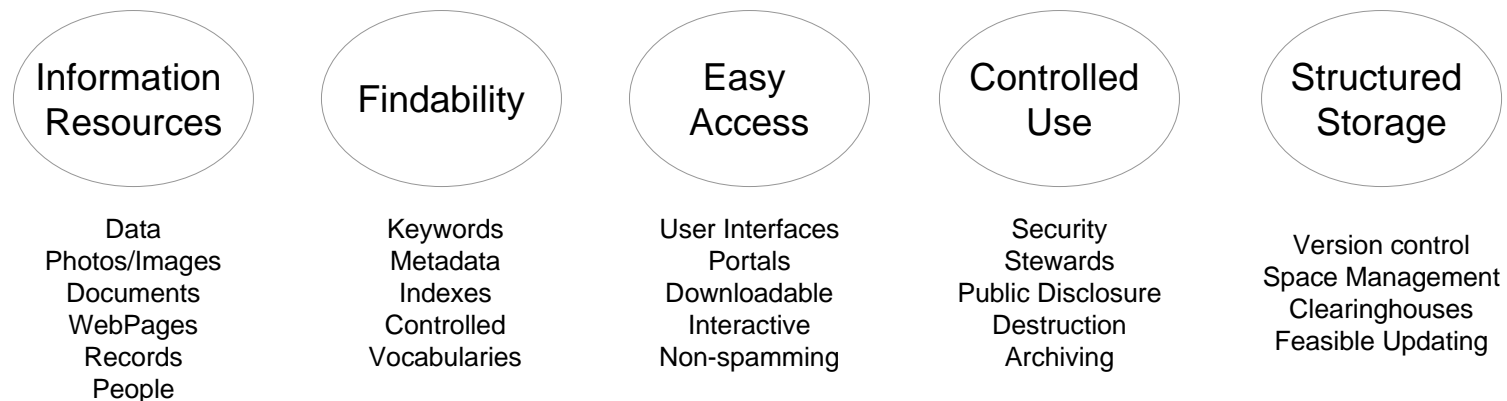 Information
Resources
Findability
Easy
Access
Controlled
Use
Structured
Storage
Data
Photos/Images
Documents
WebPages
Records
People
Keywords
Metadata
Indexes
Controlled
Vocabularies
User Interfaces
Portals
Downloadable
Interactive
Non-spamming
Security
Stewards
Public Disclosure
Destruction
Archiving
Version control
Space Management
Clearinghouses
Feasible Updating